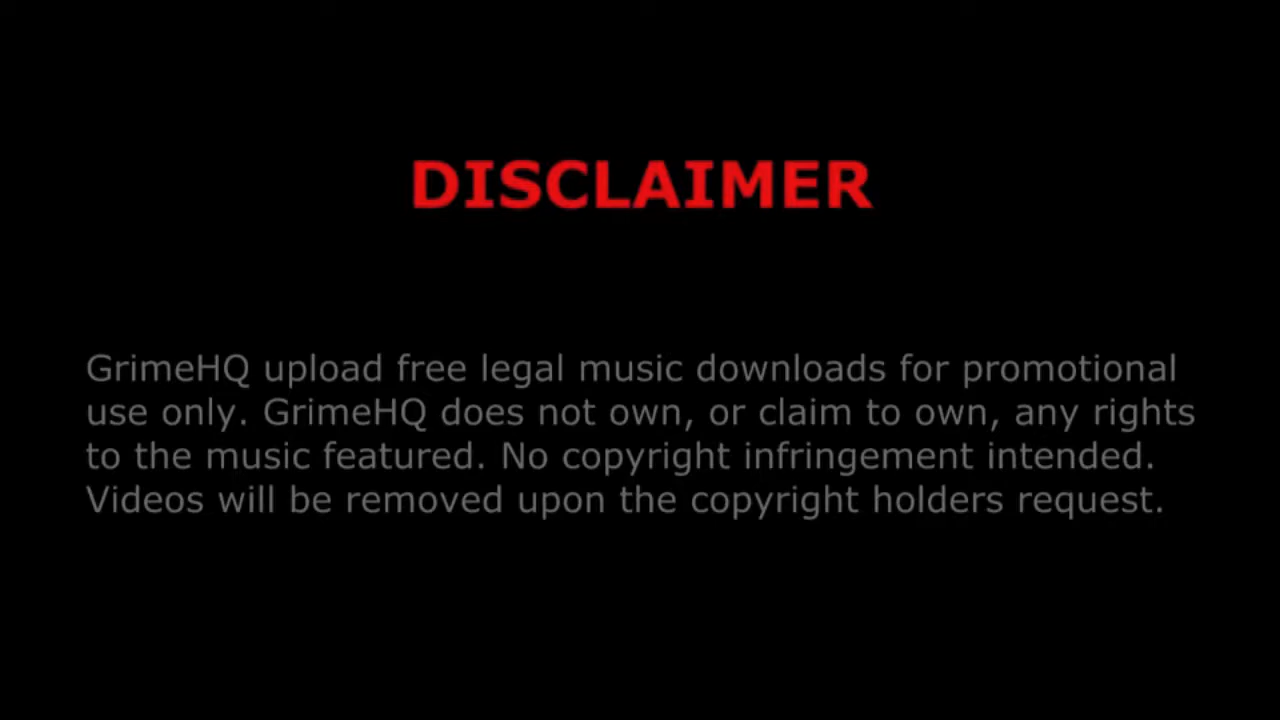 DISCLAIMER
GrimeHQ upload free legal music downloads for promotional
use only. GrimeHQ does not own, or claim to own, any rights
to the music featured. No copyright infringement intended.
Videos will be removed upon the copyright holders request.